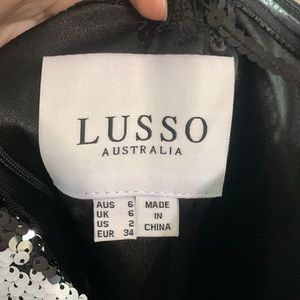 LUSSO
AUSTRALIA
AUS 6
UK 6
US 2
EUR 34
MADE
IN
CHINA